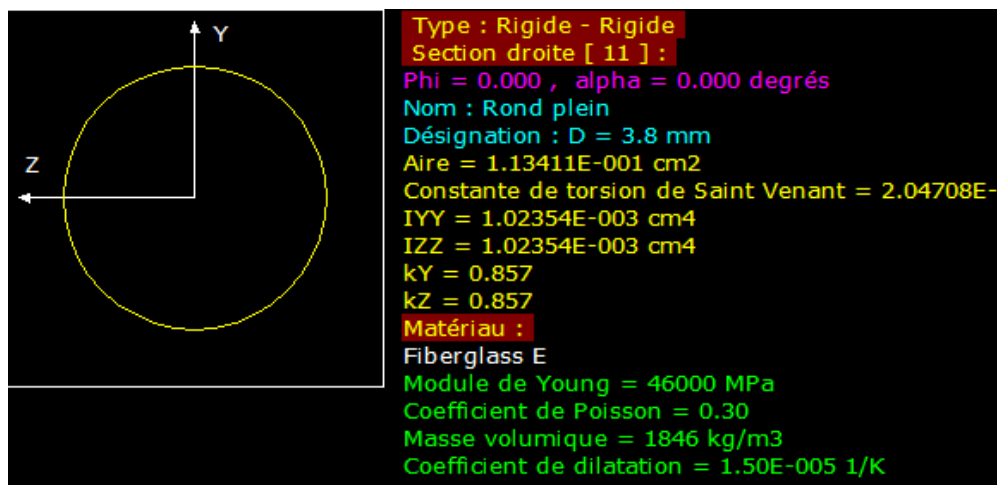 Y
Z
Type : Rigide - Rigide
Section droite [ 11 ] :
Phi = 0.000 , alpha = 0.000 degrés
Nom : Rond plein
Désignation : D = 3.8 mm
Aire = 1.13411E-001 cm2
Constante de torsion de Saint Venant = 2.04708E-
IYY = 1.02354E-003 cm4
IZZ = 1.02354E-003 cm4
kY = 0.857
kZ = 0.857
Matériau :
Fiberglass E
Module de Young = 46000 MPa
Coefficient de Poisson = 0.30
Masse volumique = 1846 kg/m3
Coefficient de dilatation = 1.50E-005 1/K